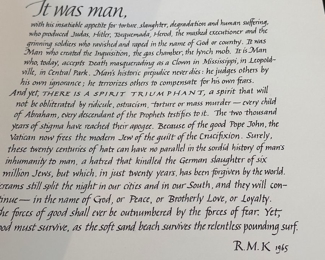 It was man,
with his insatiable appetite for torture, slaughter, degradation and human suffering,
who produced Judas, Hitler, Torquemada, Herod, the masked executioner and the
grinning soldiers who ravished and raped in the name of God or country. It was
Man who created the Inquisition, the gas chamber, the lynch mob. It is Man
who, today, accepts Death masquerading as a Clown in Mississippi, in Leopold-
ville, in Central Park. Man's historic prejudice never dies: he judges others by
his own ignorance; he terrorizes others to compensate for his own fears.
And yet, THERE IS A SPIRIT TRIUMPHANT, a spirit that will
not be obliterated by ridicule, ostracism, torture or mass murder — every child
of Abraham, every descendant of the Prophets testifies to it. The two thousand
years of stigma have reached their apogee. Because of the good Pope John, the
Vatican now frees the modern Jew of the guilt of the Crucifixion. Surely,
these twenty centuries of hate can have no parallel in the sordid history of man's
inhumanity to man, a hatred that kindled the German slaughter of six
million Jews, but which, in just twenty years, has been forgiven by the world.
creams still split the night in our cities and in our South, and they will con-
tinue — in the name of God, or Peace, or Brotherly Love, or Loyalty.
he forces of good shall ever be outnumbered by the forces of fear. Yet,
ood must survive, as the soft sand beach survives the relentless pounding surf.
R.M.K 1965